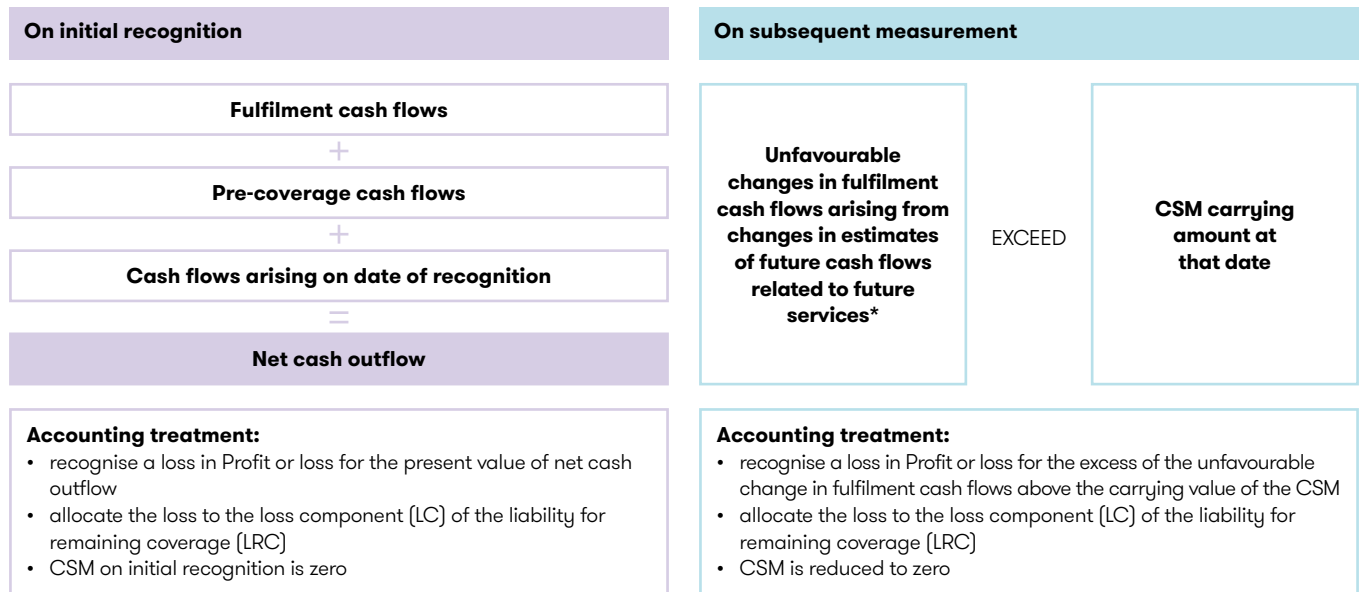 On initial recognition
Fulfilment cash flows
+
Pre-coverage cash flows
+
Cash flows arising on date of recognition
=
Net cash outflow
Accounting treatment:
• recognise a loss in Profit or loss for the present value of net cash
outflow
• allocate the loss to the loss component (LC) of the liability for
remaining coverage (LRC)
• CSM on initial recognition is zero
On subsequent measurement
Unfavourable
changes in fulfilment
cash flows arising from
changes in estimates
of future cash flows
related to future
services*
EXCEED
CSM carrying
amount at
that date
Accounting treatment:
• recognise a loss in Profit or loss for the excess of the unfavourable
change in fulfilment cash flows above the carrying value of the CSM
• allocate the loss to the loss component (LC) of the liability for
remaining coverage (LRC)
• CSM is reduced to zero